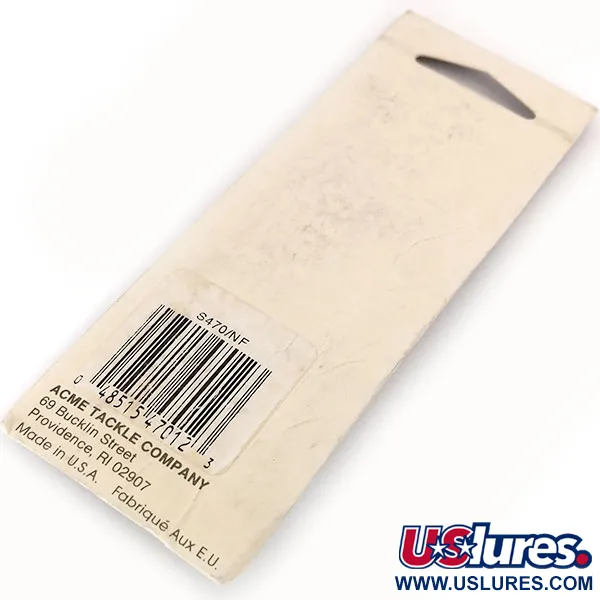 S470/NF
0 48515 47012 3
ACME TACKLE COMPANY
69 Bucklin Street
Providence, RI 02907
Made in U.S.A. Fabriqué Aux E.U.
USlures.
WWW.USLURES.COM